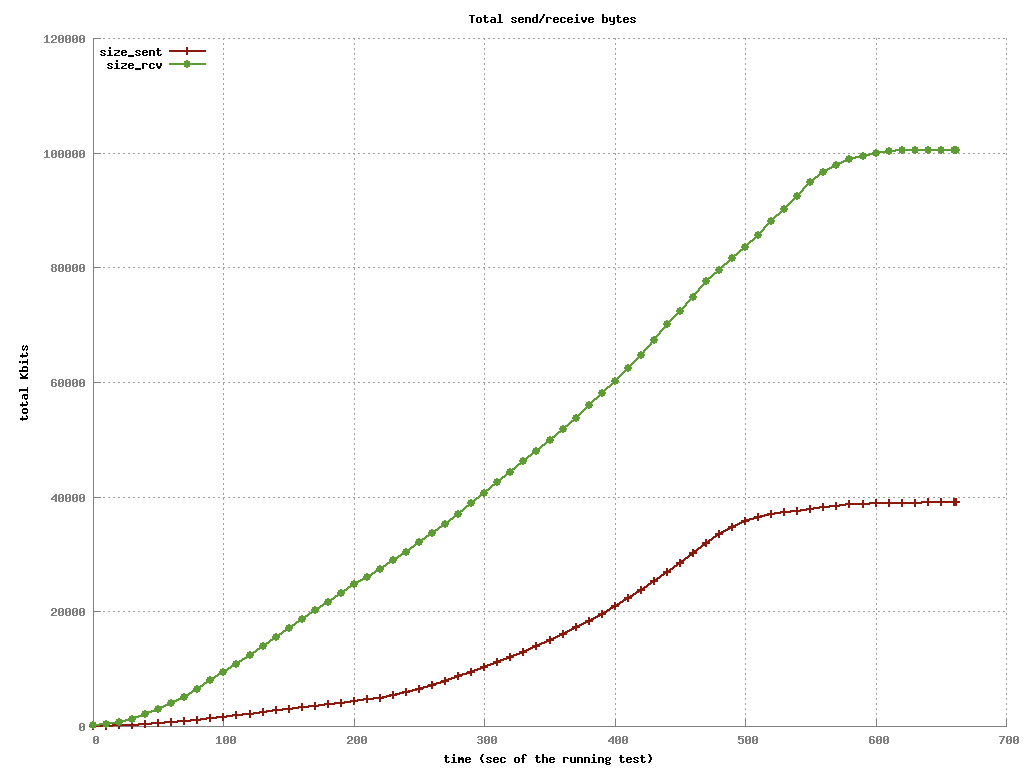 Total send/receive bytes
size_sent
size_rcv
120000
100000
80000
60000
40000
20000
0
total Kbits
0 100 200 300 400 500 600 700
time (sec of the running test)